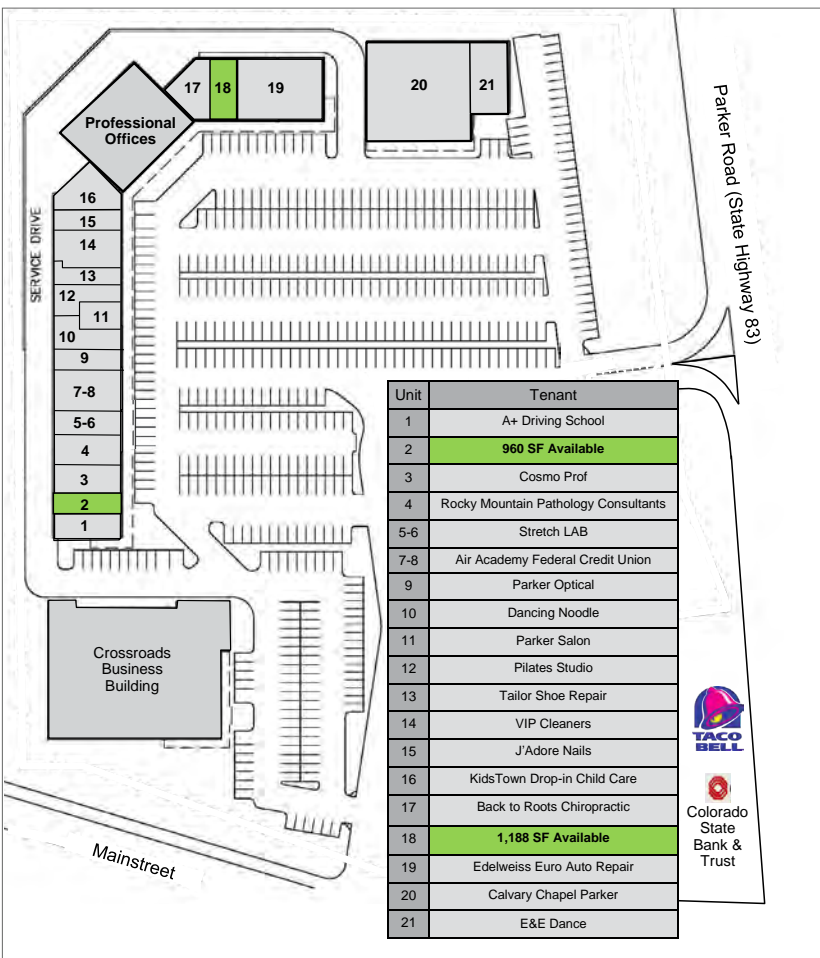 17
18
19
20
21
Professional
Offices
16
15
14
13
12
11
10
9
7-8
5-6
4
3
2
1
SERVICE DRIVE
Parker Road (State Highway 83)
Crossroads
Business
Building
Mainstreet
Unit Tenant
1 A+ Driving School
2 960 SF Available
3 Cosmo Prof
4 Rocky Mountain Pathology Consultants
5-6 Stretch LAB
7-8 Air Academy Federal Credit Union
9 Parker Optical
10 Dancing Noodle
11 Parker Salon
12 Pilates Studio
13 Tailor Shoe Repair
14 VIP Cleaners
15 J'Adore Nails
16 KidsTown Drop-in Child Care
17 Back to Roots Chiropractic
18 1,188 SF Available
19 Edelweiss Euro Auto Repair
20 Calvary Chapel Parker
21 E&E Dance
TACO
BELL
Colorado
State
Bank &
Trust